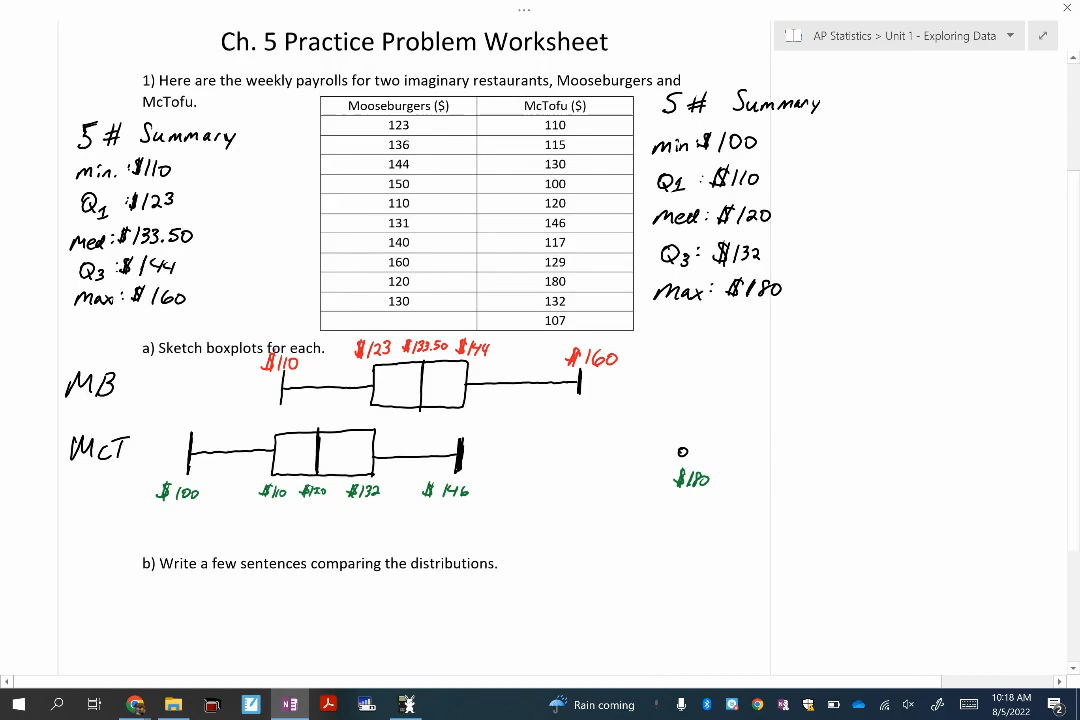 AP Statistics > Unit 1 - Exploring Data
Ch. 5 Practice Problem Worksheet
1) Here are the weekly payrolls for two imaginary restaurants, Mooseburgers and
McTofu.
Mooseburgers ($) McTofu ($)
123 110
136 115
144 130
150 100
110 120
131 146
140 117
160 129
120 180
130 132
107
5# Summary
min. : $110
Q1 : $123
Med : $133.50
Q3 : $144
Max : $160
5# Summary
min : $100
Q1 : $110
Med : $120
Q3 : $132
Max : $180
a) Sketch boxplots for each.
$110 $123 $133.50 $144 $160
MB
McT
$100 $110 $120 $132 $146 $180
b) Write a few sentences comparing the distributions.
Rain coming
10:18 AM
8/5/2022
2